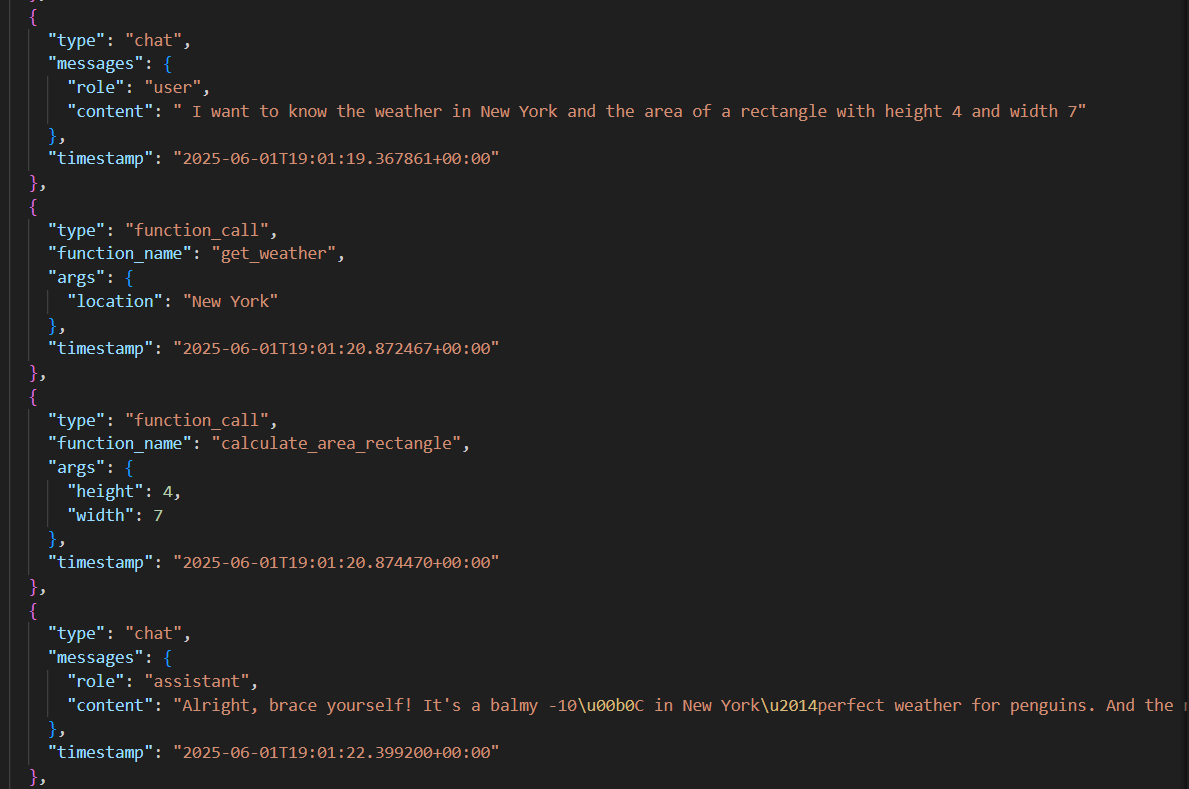 {
"type": "chat",
"messages": {
"role": "user",
"content": " I want to know the weather in New York and the area of a rectangle with height 4 and width 7"
},
"timestamp": "2025-06-01T19:01:19.367861+00:00"
},
{
"type": "function_call",
"function_name": "get_weather",
"args": {
"location": "New York"
},
"timestamp": "2025-06-01T19:01:20.872467+00:00"
},
{
"type": "function_call",
"function_name": "calculate_area_rectangle",
"args": {
"height": 4,
"width": 7
},
"timestamp": "2025-06-01T19:01:20.874470+00:00"
},
{
"type": "chat",
"messages": {
"role": "assistant",
"content": "Alright, brace yourself! It's a balmy -10\u00b0C in New York\u2014perfect weather for penguins. And the
},
"timestamp": "2025-06-01T19:01:22.399200+00:00"
},